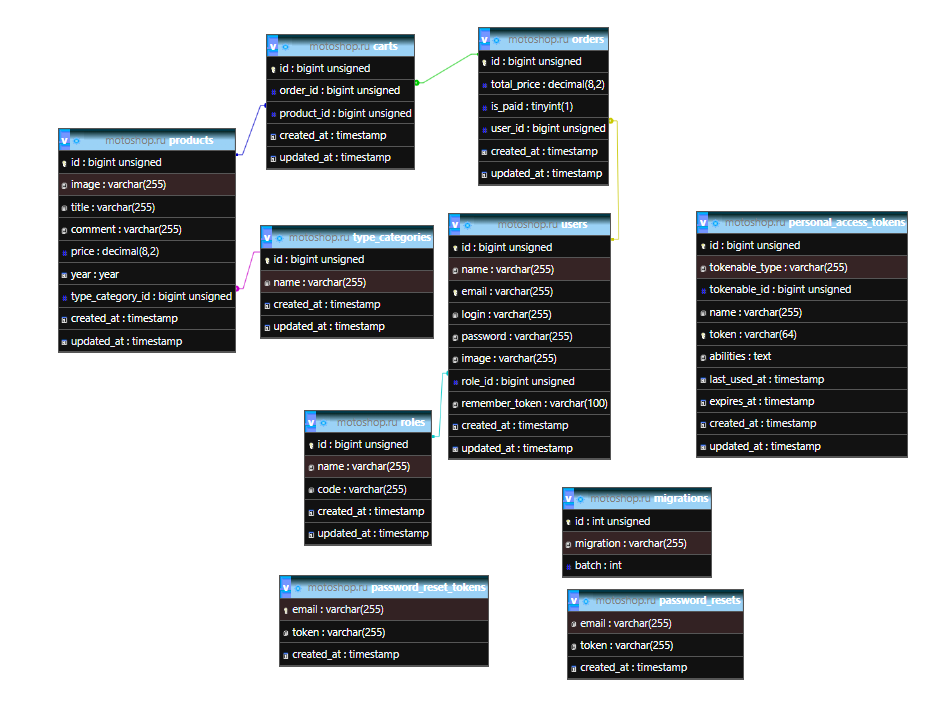 v motoshop.ru carts
id : bigint unsigned
order_id : bigint unsigned
product_id : bigint unsigned
created_at : timestamp
updated_at : timestamp
v motoshop.ru orders
id : bigint unsigned
total_price : decimal(8,2)
is_paid : tinyint(1)
user_id : bigint unsigned
created_at : timestamp
updated_at : timestamp
v motoshop.ru products
id : bigint unsigned
image : varchar(255)
title : varchar(255)
comment : varchar(255)
price : decimal(8,2)
year : year
type_category_id : bigint unsigned
created_at : timestamp
updated_at : timestamp
v motoshop.ru type_categories
id : bigint unsigned
name : varchar(255)
created_at : timestamp
updated_at : timestamp
v motoshop.ru users
id : bigint unsigned
name : varchar(255)
email : varchar(255)
login : varchar(255)
password : varchar(255)
image : varchar(255)
role_id : bigint unsigned
remember_token : varchar(100)
created_at : timestamp
updated_at : timestamp
v motoshop.ru personal_access_tokens
id : bigint unsigned
tokenable_type : varchar(255)
tokenable_id : bigint unsigned
name : varchar(255)
token : varchar(64)
abilities : text
last_used_at : timestamp
expires_at : timestamp
created_at : timestamp
updated_at : timestamp
v motoshop.ru roles
id : bigint unsigned
name : varchar(255)
code : varchar(255)
created_at : timestamp
updated_at : timestamp
v motoshop.ru migrations
id : int unsigned
migration : varchar(255)
batch : int
v motoshop.ru password_reset_tokens
email : varchar(255)
token : varchar(255)
created_at : timestamp
v motoshop.ru password_resets
email : varchar(255)
token : varchar(255)
created_at : timestamp